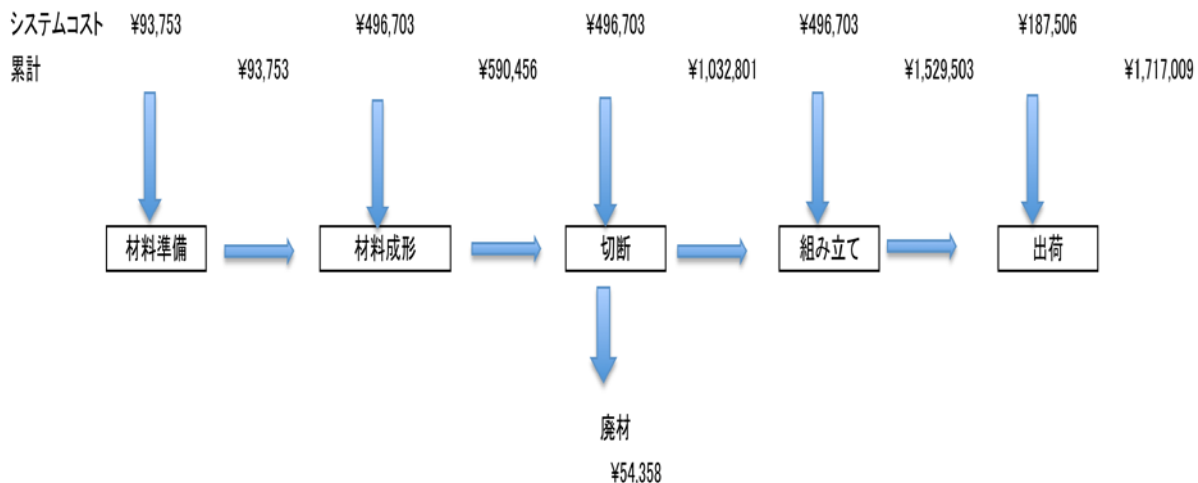 システムコスト ¥93,753 ¥496,703 ¥496,703 ¥496,703 ¥187,506
累計 ¥93,753 ¥590,456 ¥1,032,801 ¥1,529,503 ¥1,717,009
材料準備 材料成形 切断 組み立て 出荷
廃材
¥54,358